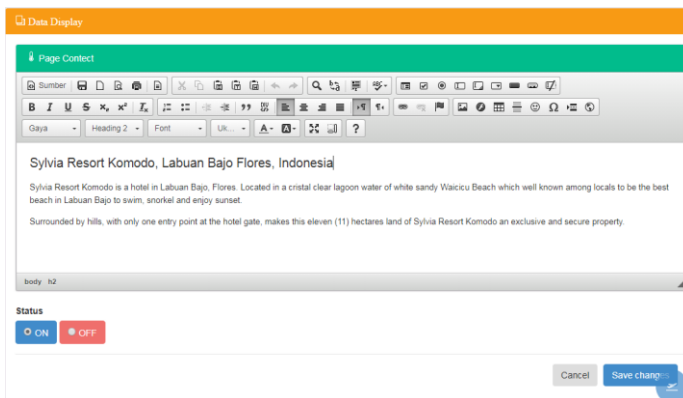 Data Display
Page Contect
Sumber
B I U S x₂ x² Tx
Gaya Heading 2 Font Uk... A A ?
Sylvia Resort Komodo, Labuan Bajo Flores, Indonesia
Sylvia Resort Komodo is a hotel in Labuan Bajo, Flores. Located in a cristal clear lagoon water of white sandy Waicicu Beach which well known among locals to be the best
beach in Labuan Bajo to swim, snorkel and enjoy sunset.
Surrounded by hills, with only one entry point at the hotel gate, makes this eleven (11) hectares land of Sylvia Resort Komodo an exclusive and secure property.
body h2
Status
ON OFF
Cancel Save changes